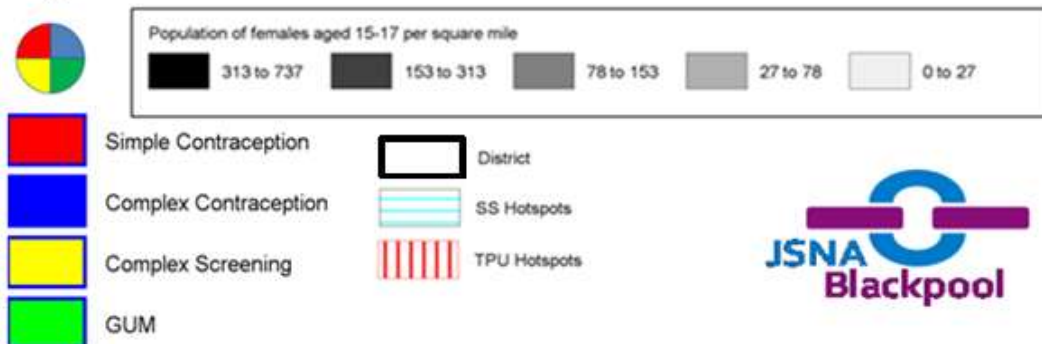 Population of females aged 15-17 per square mile
313 to 737 153 to 313 78 to 153 27 to 78 0 to 27
Simple Contraception
Complex Contraception
Complex Screening
GUM
District
SS Hotspots
TPU Hotspots
JSNA
Blackpool